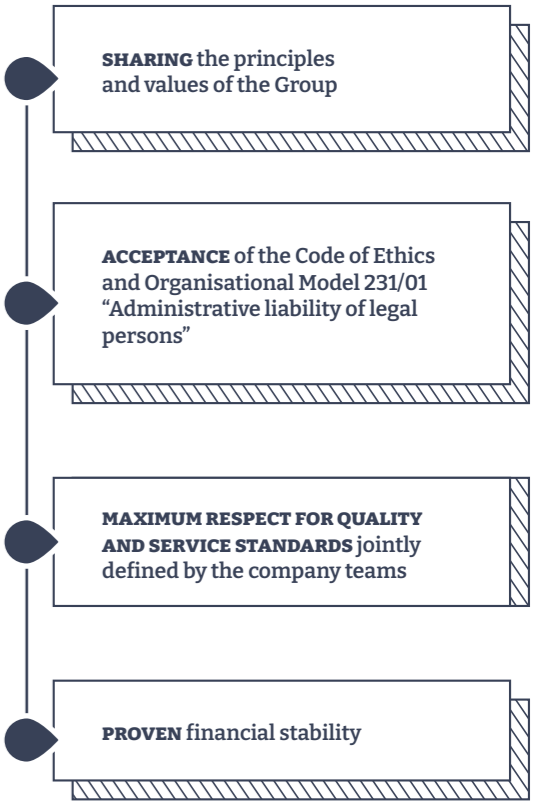 SHARING the principles
and values of the Group
ACCEPTANCE of the Code of Ethics
and Organisational Model 231/01
“Administrative liability of legal
persons”
MAXIMUM RESPECT FOR QUALITY
AND SERVICE STANDARDS jointly
defined by the company teams
PROVEN financial stability